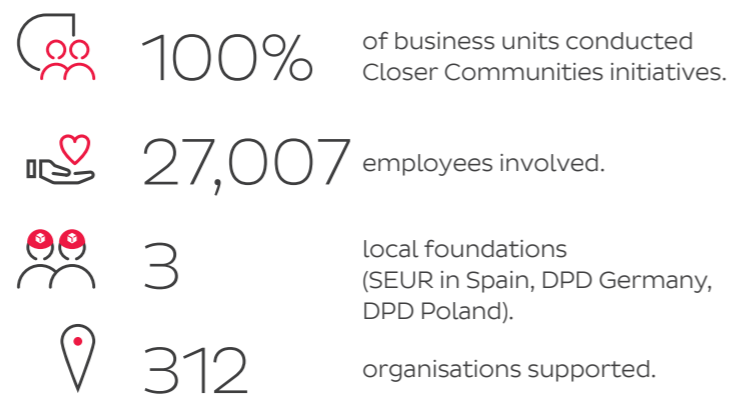 100%
of business units conducted
Closer Communities initiatives.
27,007
employees involved.
3
local foundations
(SEUR in Spain, DPD Germany,
DPD Poland).
312
organisations supported.